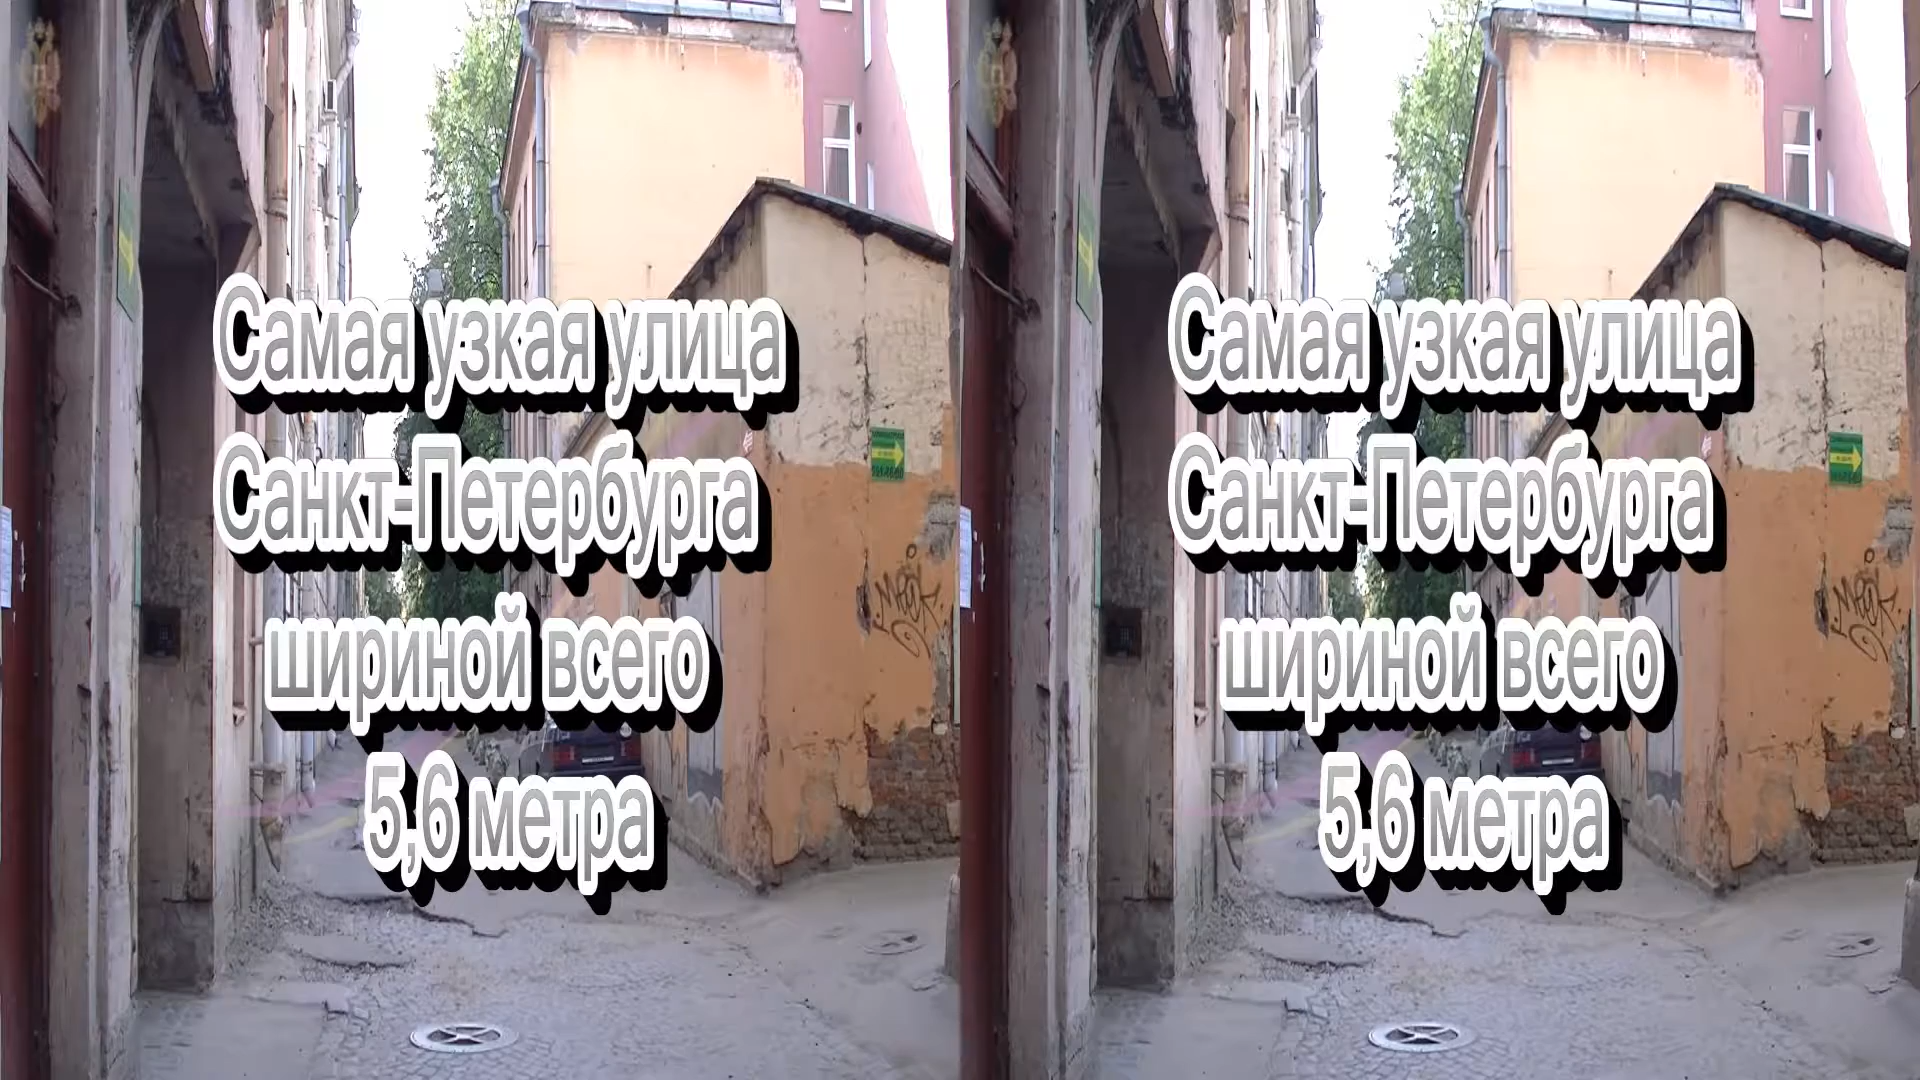 Самая узкая улица
Санкт-Петербурга
шириной всего
5,6 метра
Самая узкая улица
Санкт-Петербурга
шириной всего
5,6 метра